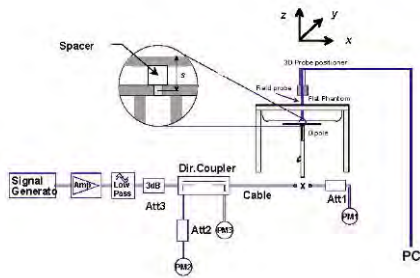 z
y
x
Spacer
s
3D Probe positioner
Field probe
Flat Phantom
Dipole
Dir.Coupler
Signal
Generato
Amp
Low
Pass
3dB
Att3
Cable
x
Att1
PM1
Att2
PM3
PM2
PC